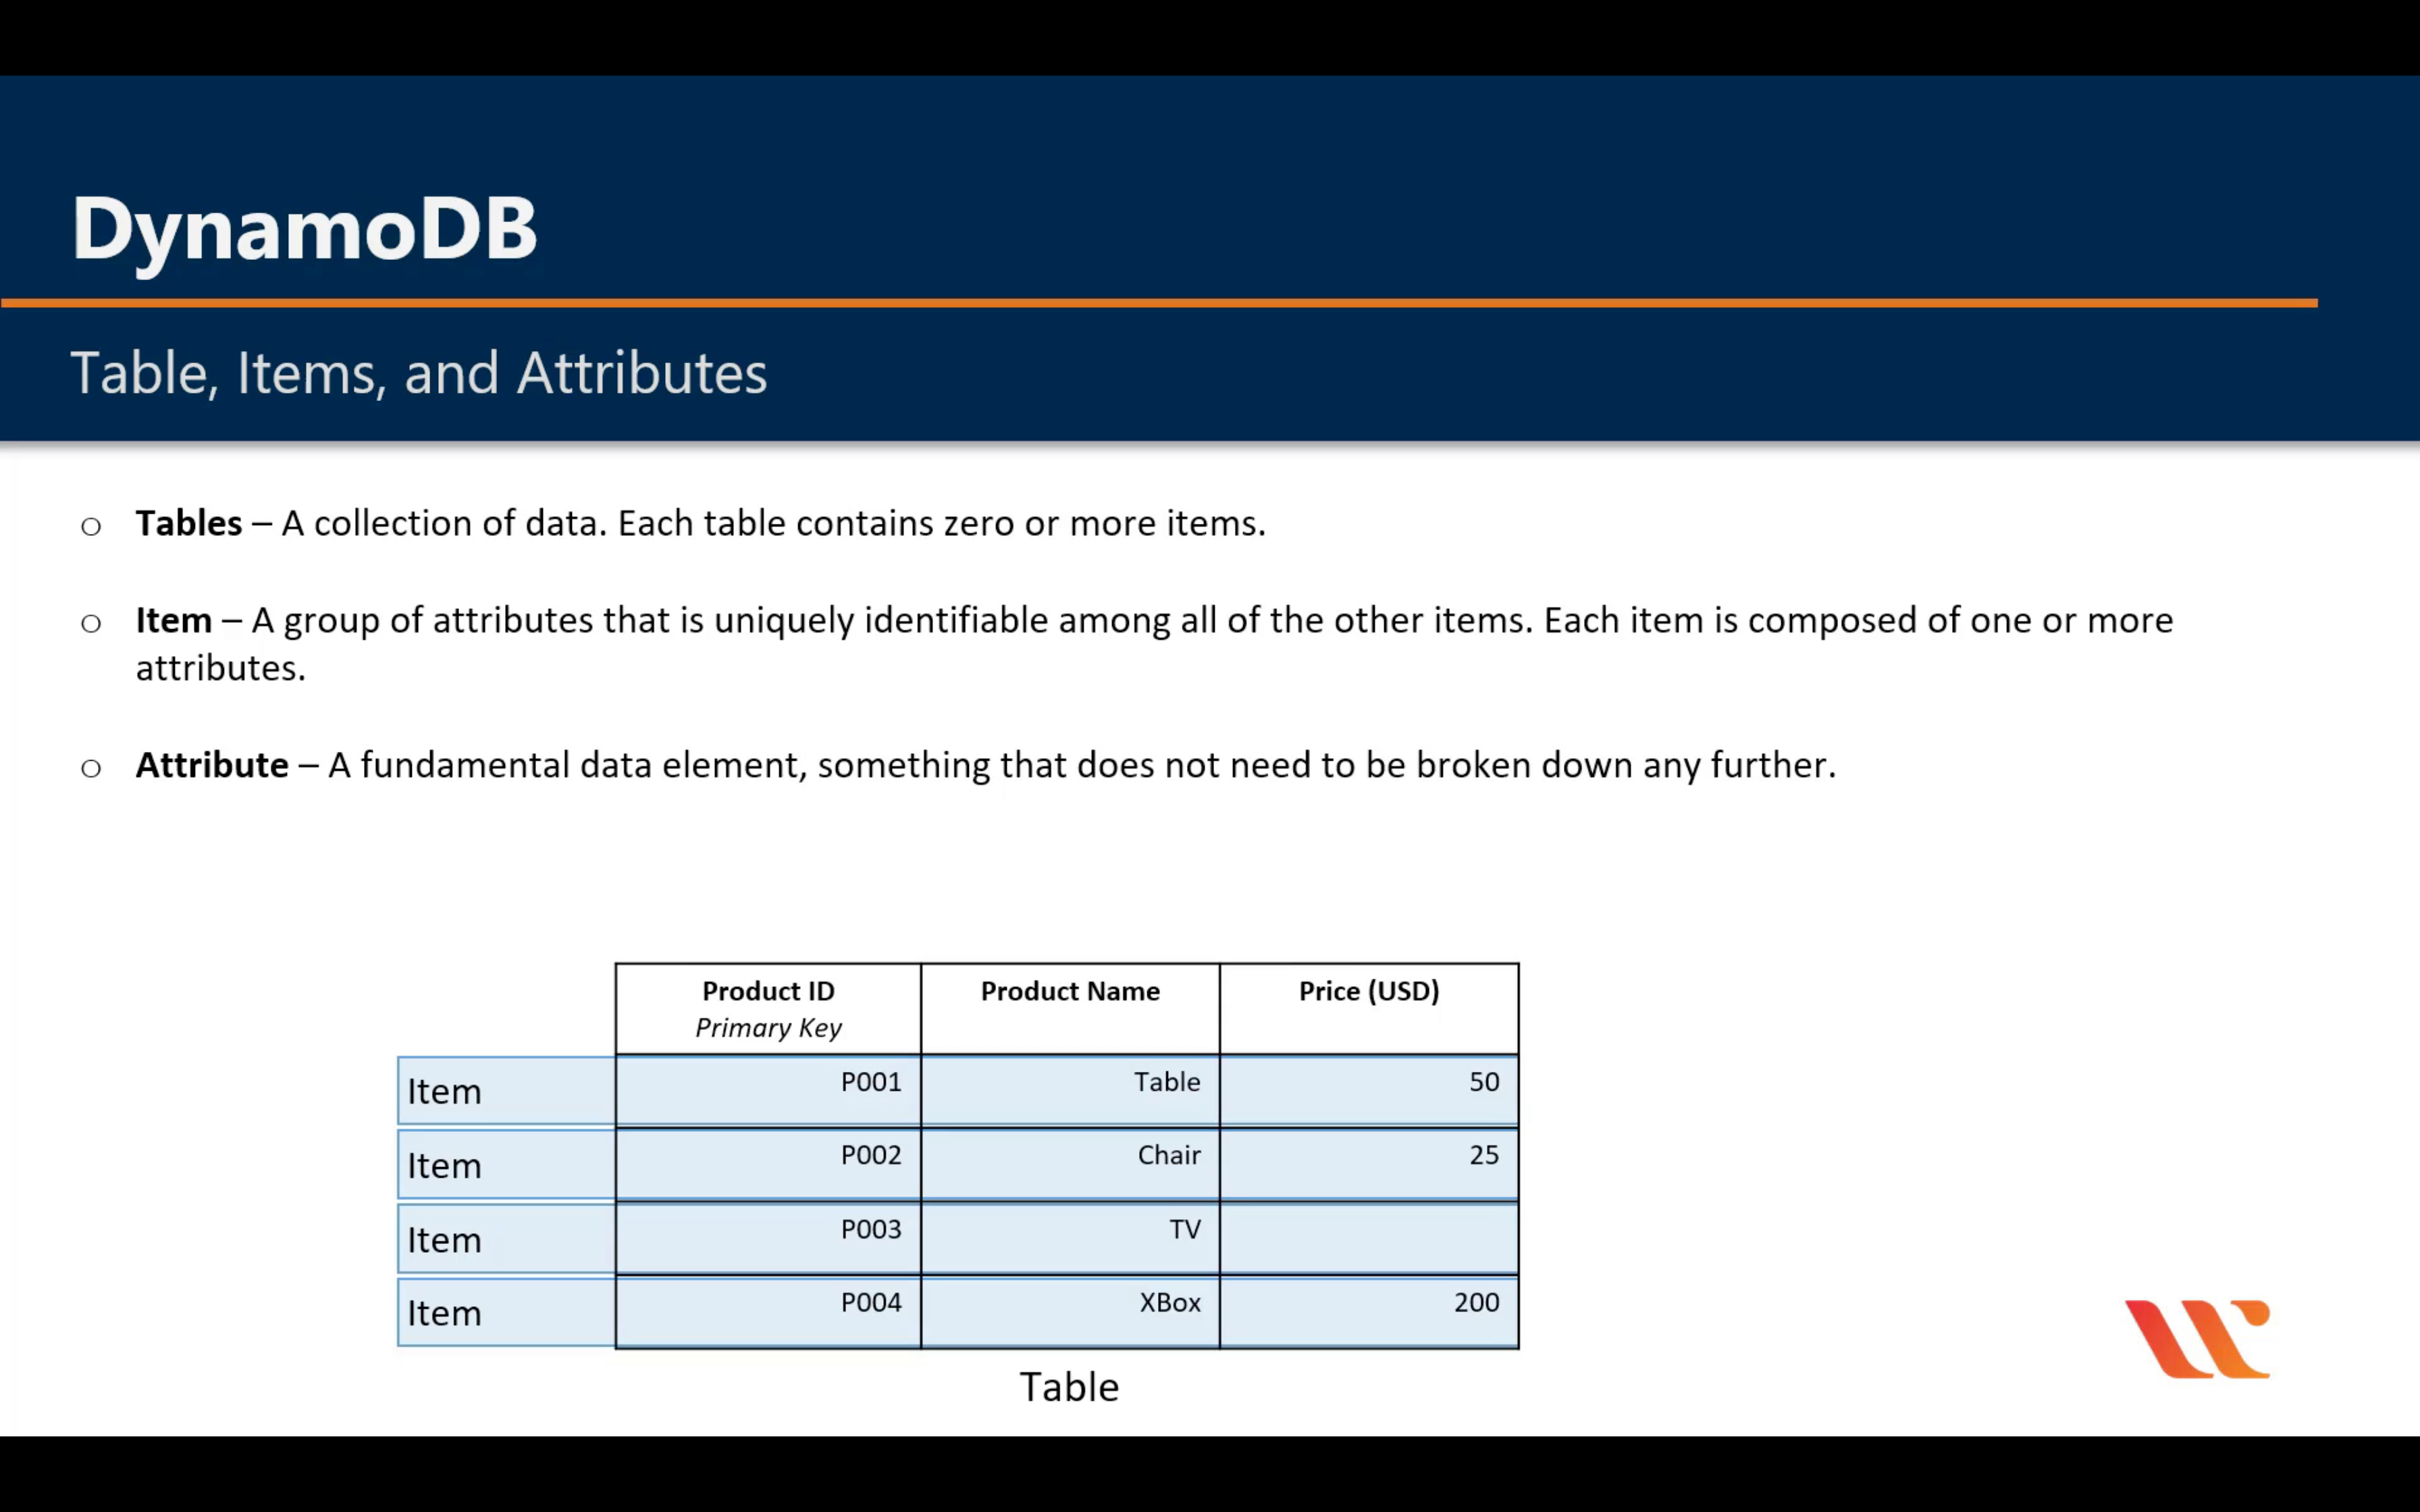 DynamoDB
Table, Items, and Attributes
○ Tables – A collection of data. Each table contains zero or more items.
○ Item – A group of attributes that is uniquely identifiable among all of the other items. Each item is composed of one or more
attributes.
○ Attribute – A fundamental data element, something that does not need to be broken down any further.
Product ID Product Name Price (USD)
Primary Key
Item P001 Table 50
Item P002 Chair 25
Item P003 TV
Item P004 XBox 200
Table